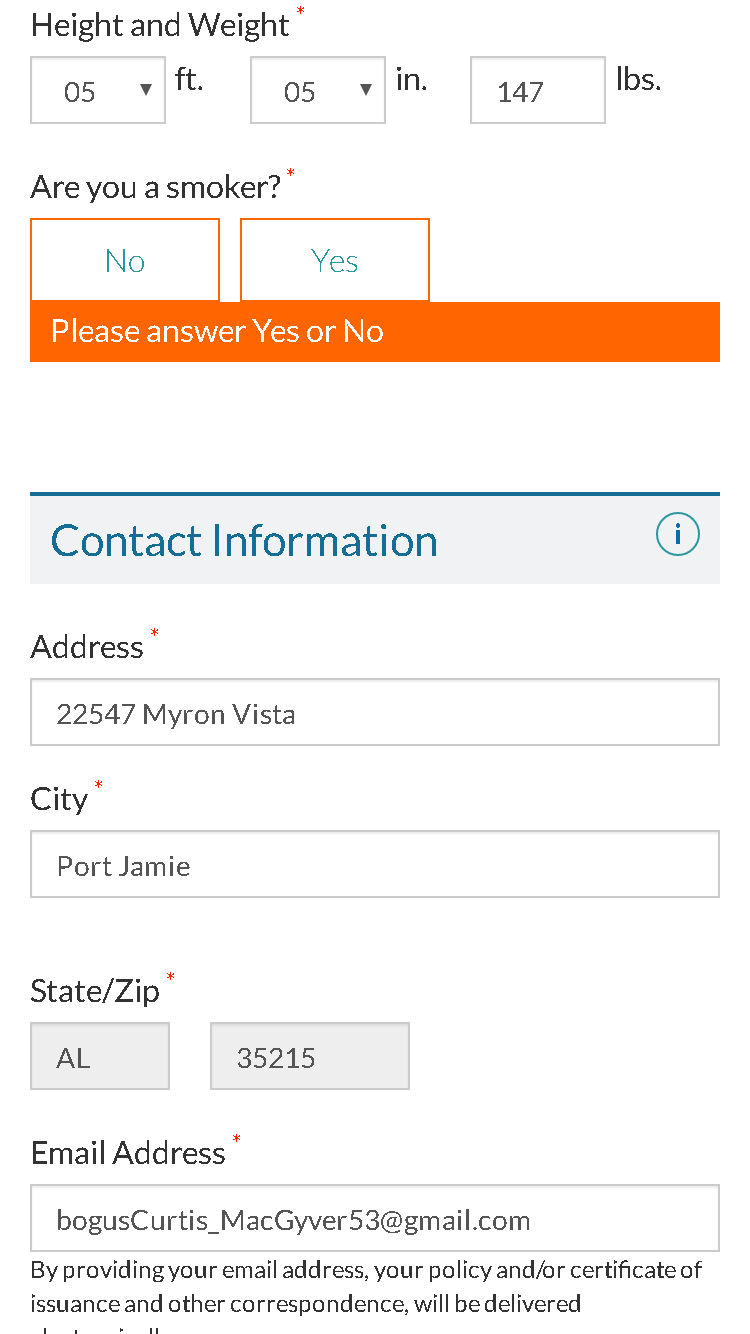 Height and Weight *
05 ▼ ft. 05 ▼ in. 147 lbs.
Are you a smoker? *
No Yes
Please answer Yes or No
Contact Information i
Address *
22547 Myron Vista
City *
Port Jamie
State/Zip *
AL 35215
Email Address *
bogusCurtis_MacGyver53@gmail.com
By providing your email address, your policy and/or certificate of
issuance and other correspondence, will be delivered